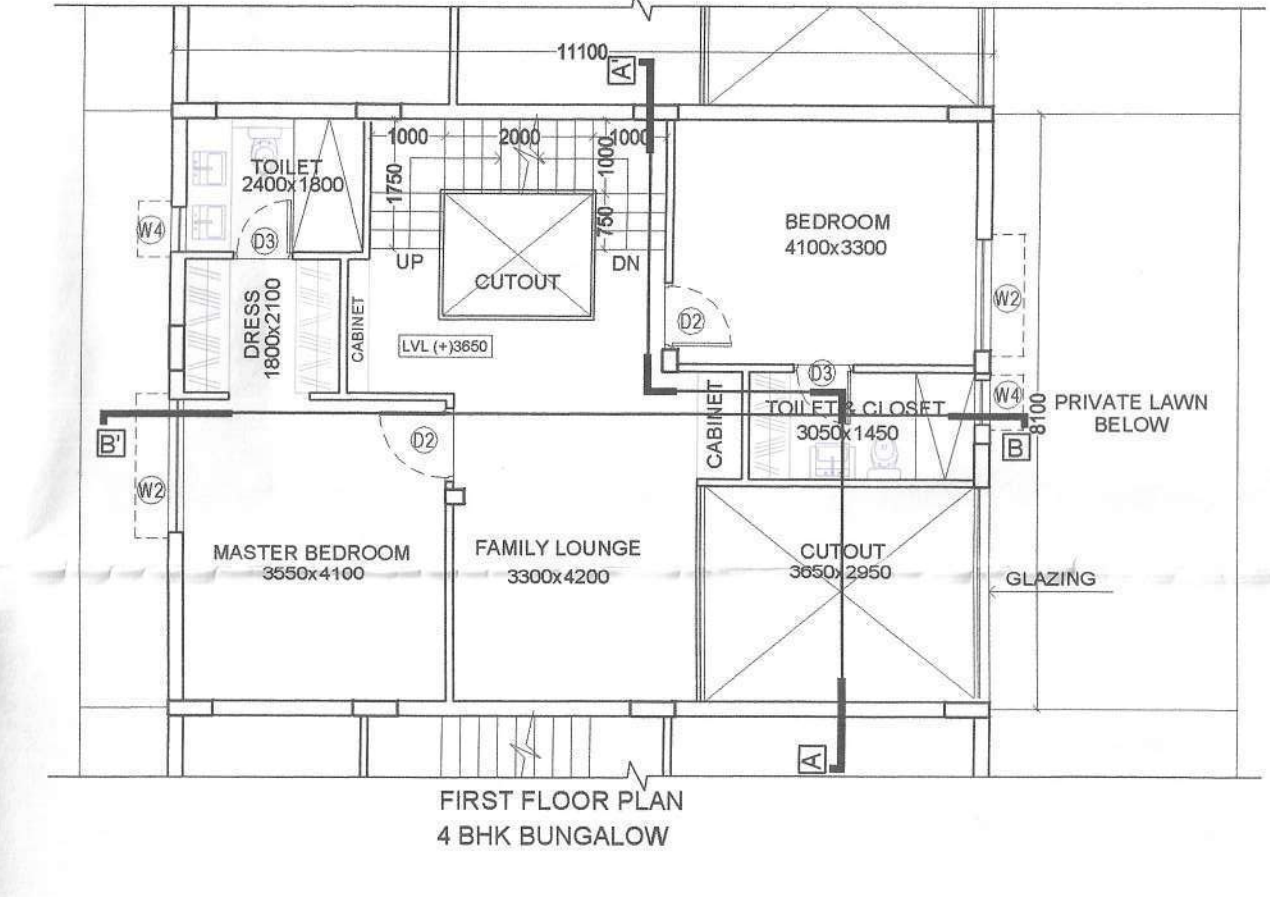 11100
A'
1000
2000
1000
1000
1750
750
TOILET
2400x1800
BEDROOM
4100x3300
W4
D3
UP
CUTOUT
DN
W2
DRESS
1800x2100
CABINET
LVL (+)3650
D2
D3
W4
TOILET & CLOSET
3050x1450
CABINET
8100
PRIVATE LAWN
BELOW
B'
D2
B
W2
MASTER BEDROOM
3550x4100
FAMILY LOUNGE
3300x4200
CUTOUT
3650x2950
GLAZING
A
FIRST FLOOR PLAN
4 BHK BUNGALOW